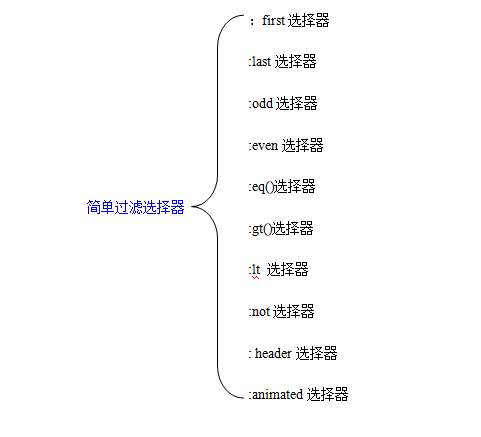 ：first 选择器
:last 选择器
:odd 选择器
:even 选择器
:eq()选择器
简单过滤选择器
:gt()选择器
:lt 选择器
:not 选择器
: header 选择器
:animated 选择器